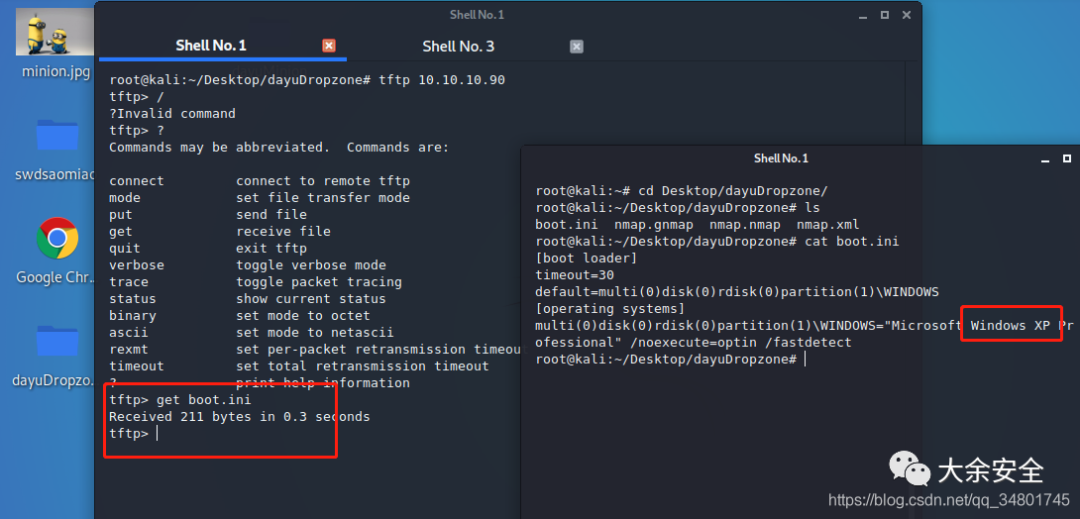 minion.jpg
swdsaomiao
Google Chr...
dayuDropzo...
Shell No.1
Shell No. 1
Shell No. 3
root@kali:~/Desktop/dayuDropzone# tftp 10.10.10.90
tftp> /
?Invalid command
tftp> ?
Commands may be abbreviated.  Commands are:
connect         connect to remote tftp
mode            set file transfer mode
put             send file
get             receive file
quit            exit tftp
verbose         toggle verbose mode
trace           toggle packet tracing
status          show current status
binary          set mode to octet
ascii           set mode to netascii
rexmt           set per-packet retransmission timeou
timeout         set total retransmission timeout
?               print help information
tftp> get boot.ini
Received 211 bytes in 0.3 seconds
tftp>
Shell No.1
root@kali:~# cd Desktop/dayuDropzone/
root@kali:~/Desktop/dayuDropzone# ls
boot.ini  nmap.gnmap  nmap.nmap  nmap.xml
root@kali:~/Desktop/dayuDropzone# cat boot.ini
[boot loader]
timeout=30
default=multi(0)disk(0)rdisk(0)partition(1)\WINDOWS
[operating systems]
multi(0)disk(0)rdisk(0)partition(1)\WINDOWS="Microsoft Windows XP Pr
ofessional" /noexecute=optin /fastdetect
root@kali:~/Desktop/dayuDropzone#
大余安全
https://blog.csdn.net/qq_34801745